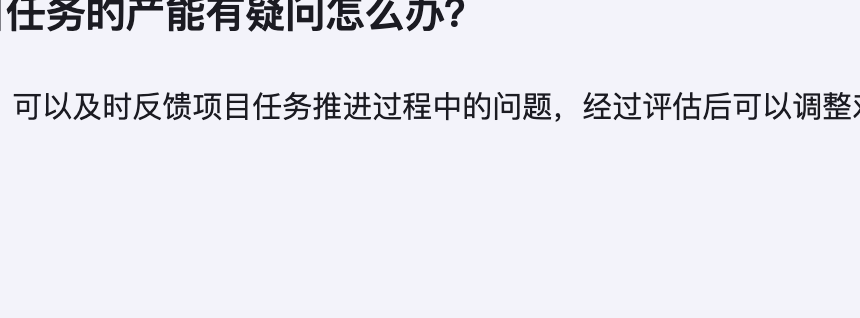 任务的产能有疑问怎么办？
可以及时反馈项目任务推进过程中的问题，经过评估后可以调整